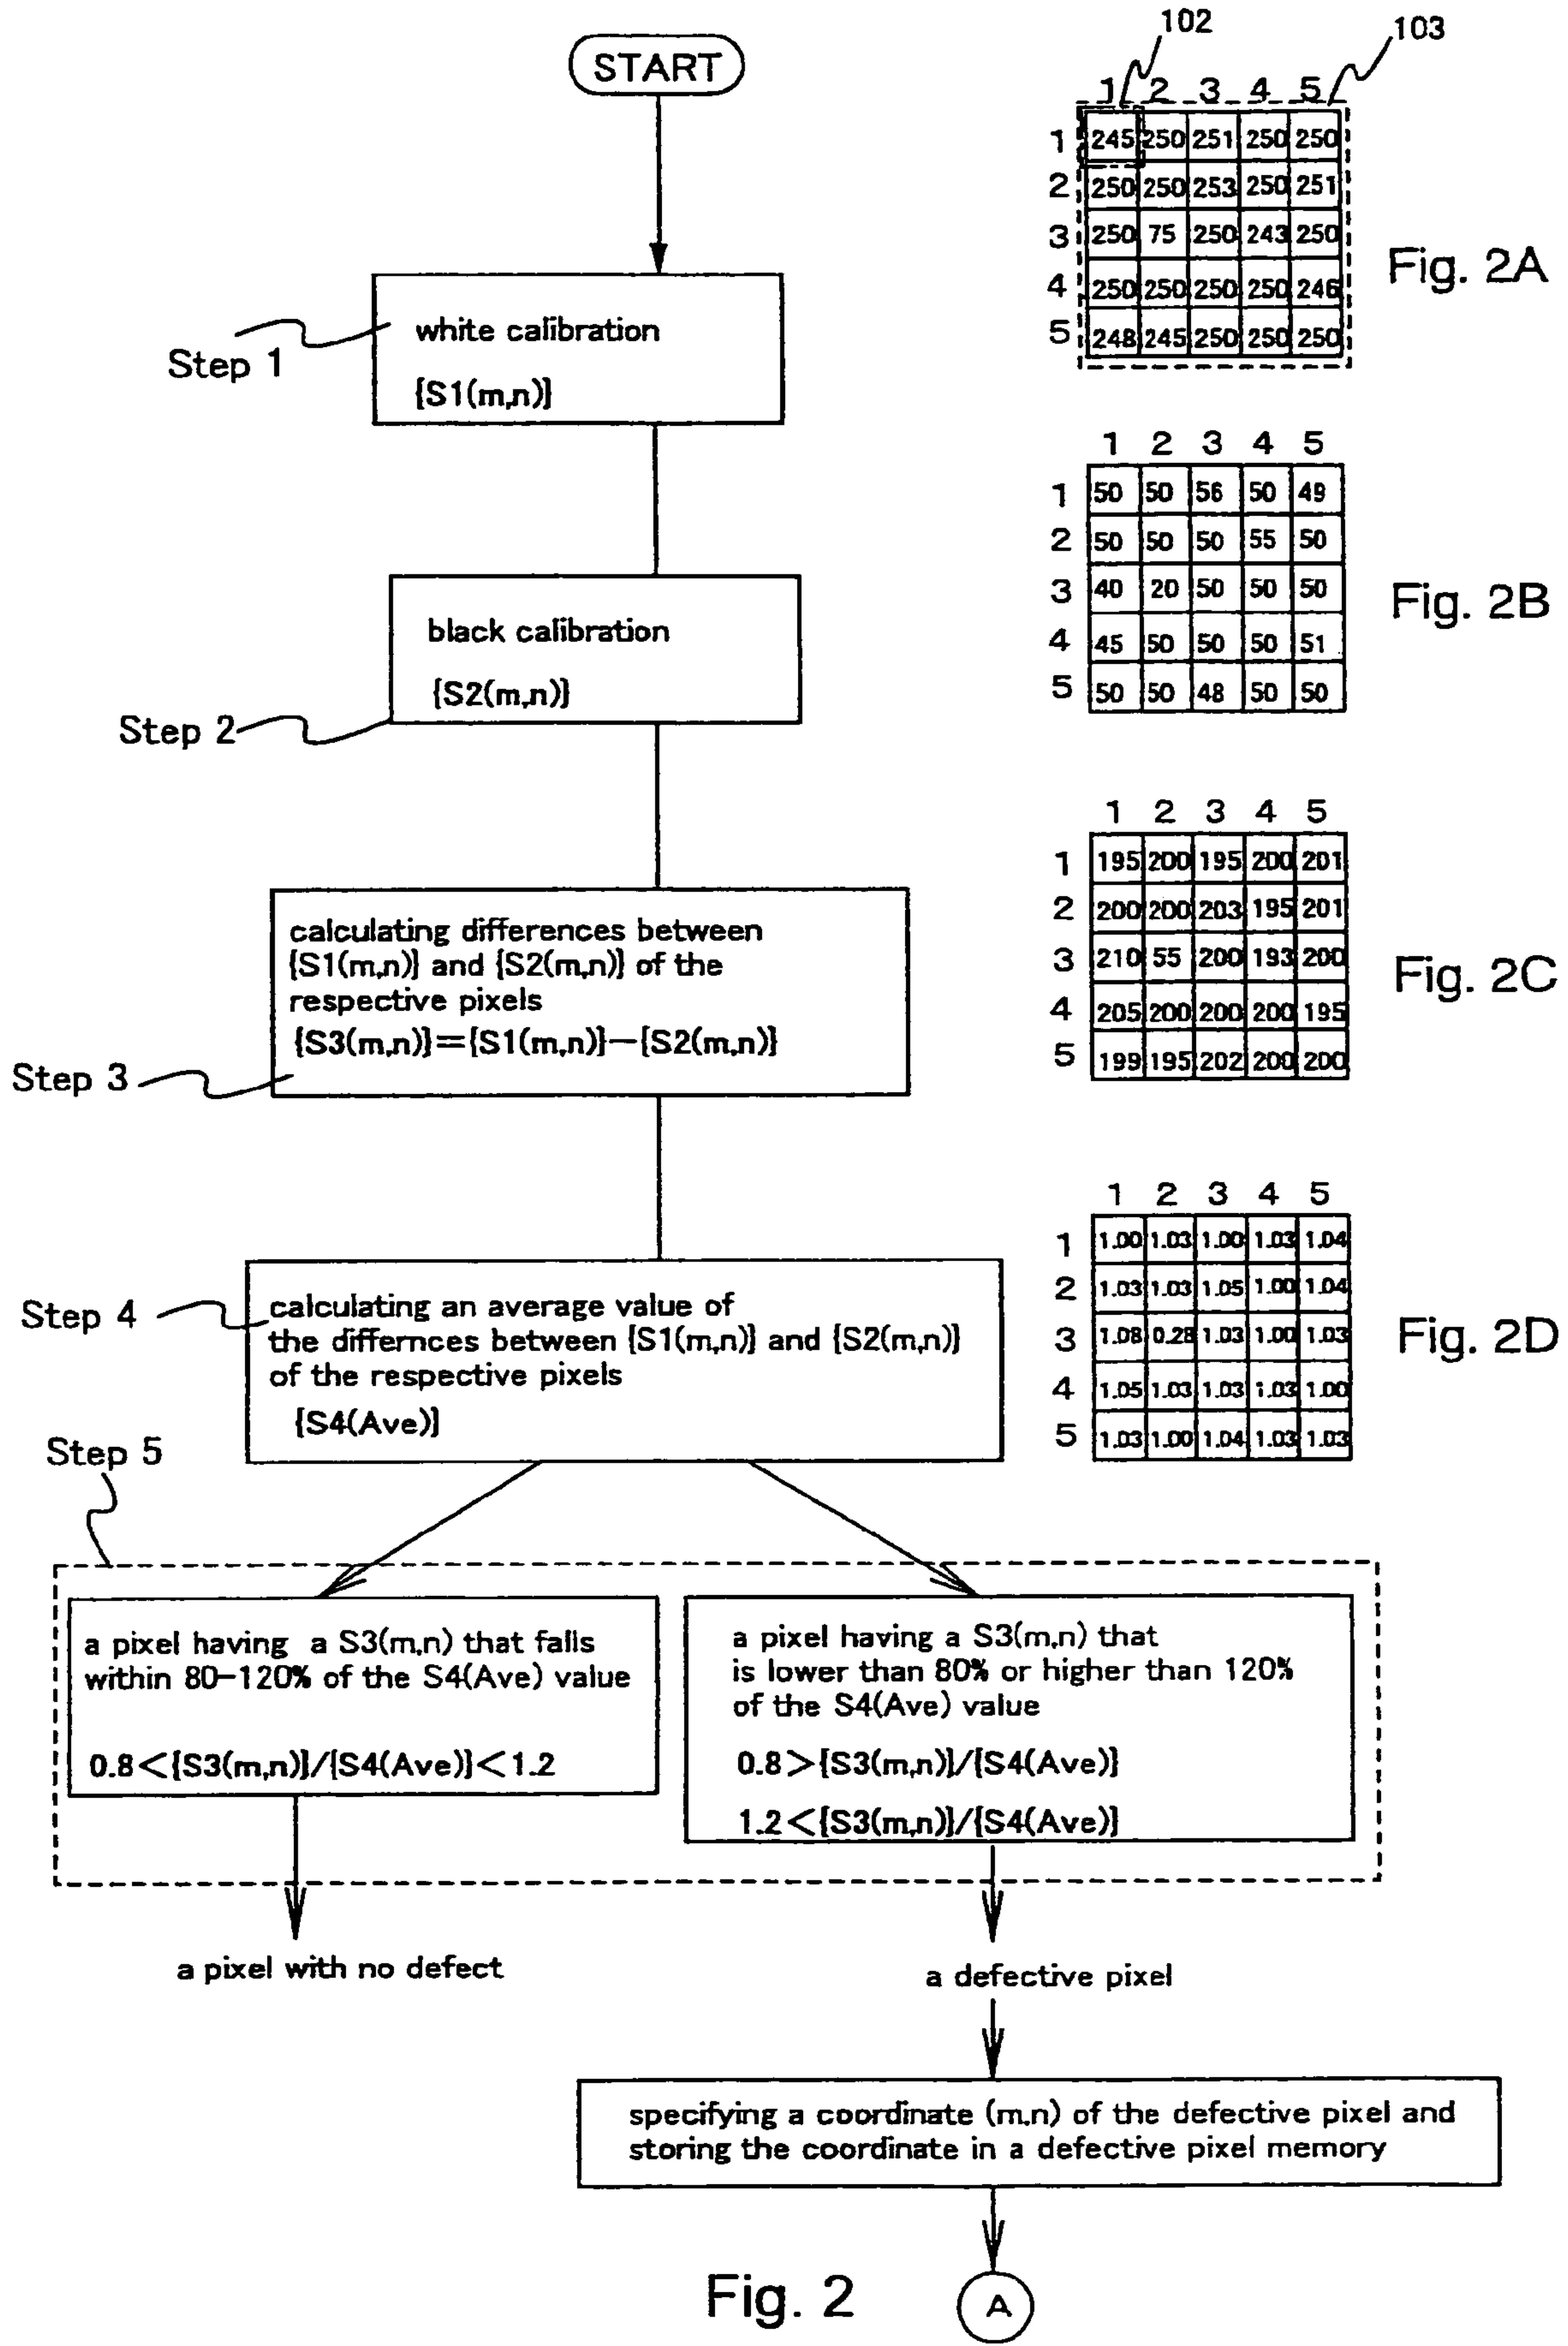 START
Step 1
white calibration
{S1(m,n)}
Step 2
black calibration
{S2(m,n)}
Step 3
calculating differences between
{S1(m,n)} and {S2(m,n)} of the
respective pixels
{S3(m,n)}={S1(m,n)}−{S2(m,n)}
Step 4
calculating an average value of
the differnces between {S1(m,n)} and {S2(m,n)}
of the respective pixels
{S4(Ave)}
Step 5
a pixel having a S3(m,n) that falls
within 80−120% of the S4(Ave) value
0.8<{S3(m,n)}/{S4(Ave)}<1.2
a pixel having a S3(m,n) that
is lower than 80% or higher than 120%
of the S4(Ave) value
0.8>{S3(m,n)}/{S4(Ave)}
1.2<{S3(m,n)}/{S4(Ave)}
a pixel with no defect
a defective pixel
specifying a coordinate (m.n) of the defective pixel and
storing the coordinate in a defective pixel memory
A
Fig. 2
102
103
1 2 3 4 5
1 245 250 251 250 250
2 250 250 253 250 251
3 250 75 250 243 250
4 250 250 250 250 246
5 248 245 250 250 250
Fig. 2A
1 2 3 4 5
1 50 50 56 50 49
2 50 50 50 55 50
3 40 20 50 50 50
4 45 50 50 50 51
5 50 50 48 50 50
Fig. 2B
1 2 3 4 5
1 195 200 195 200 201
2 200 200 203 195 201
3 210 55 200 193 200
4 205 200 200 200 195
5 199 195 202 200 200
Fig. 2C
1 2 3 4 5
1 1.00 1.03 1.00 1.03 1.04
2 1.03 1.03 1.05 1.00 1.04
3 1.08 0.28 1.03 1.00 1.03
4 1.05 1.03 1.03 1.03 1.00
5 1.03 1.00 1.04 1.03 1.03
Fig. 2D